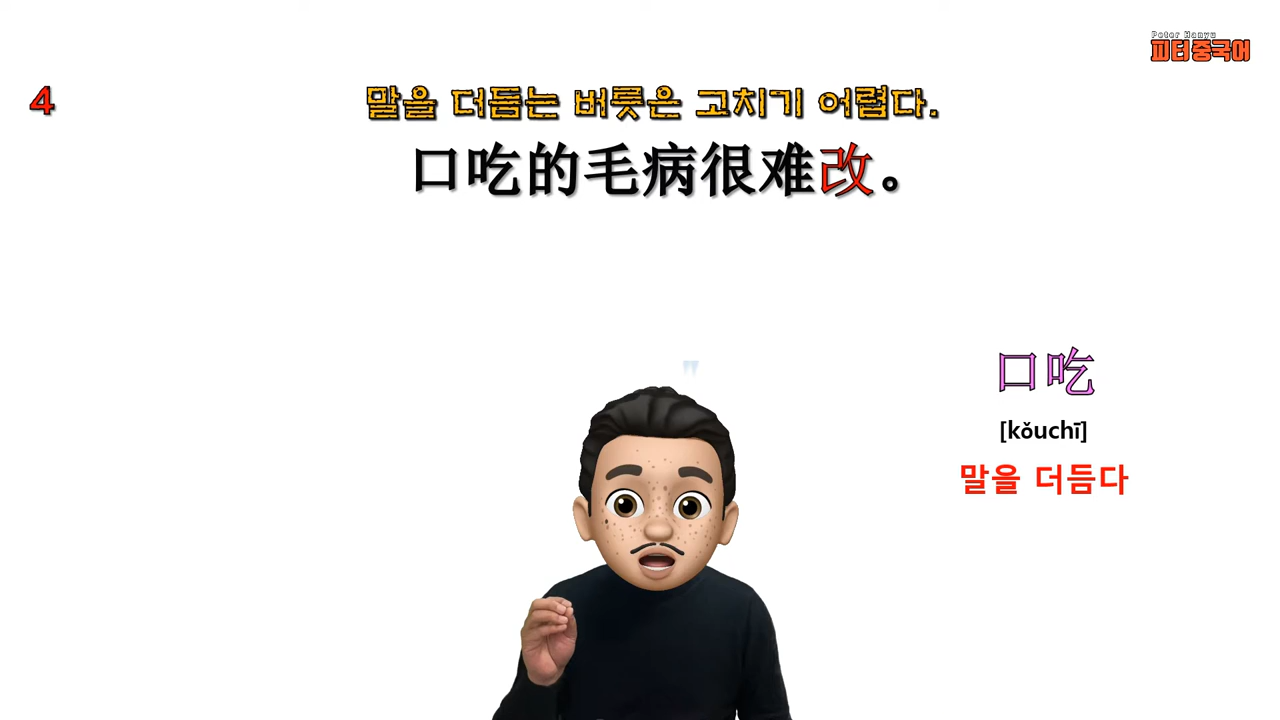 Peter Hanyu
피터중국어
4
말을 더듬는 버릇은 고치기 어렵다.
口吃的毛病很难改。
口吃
[kǒuchī]
말을 더듬다